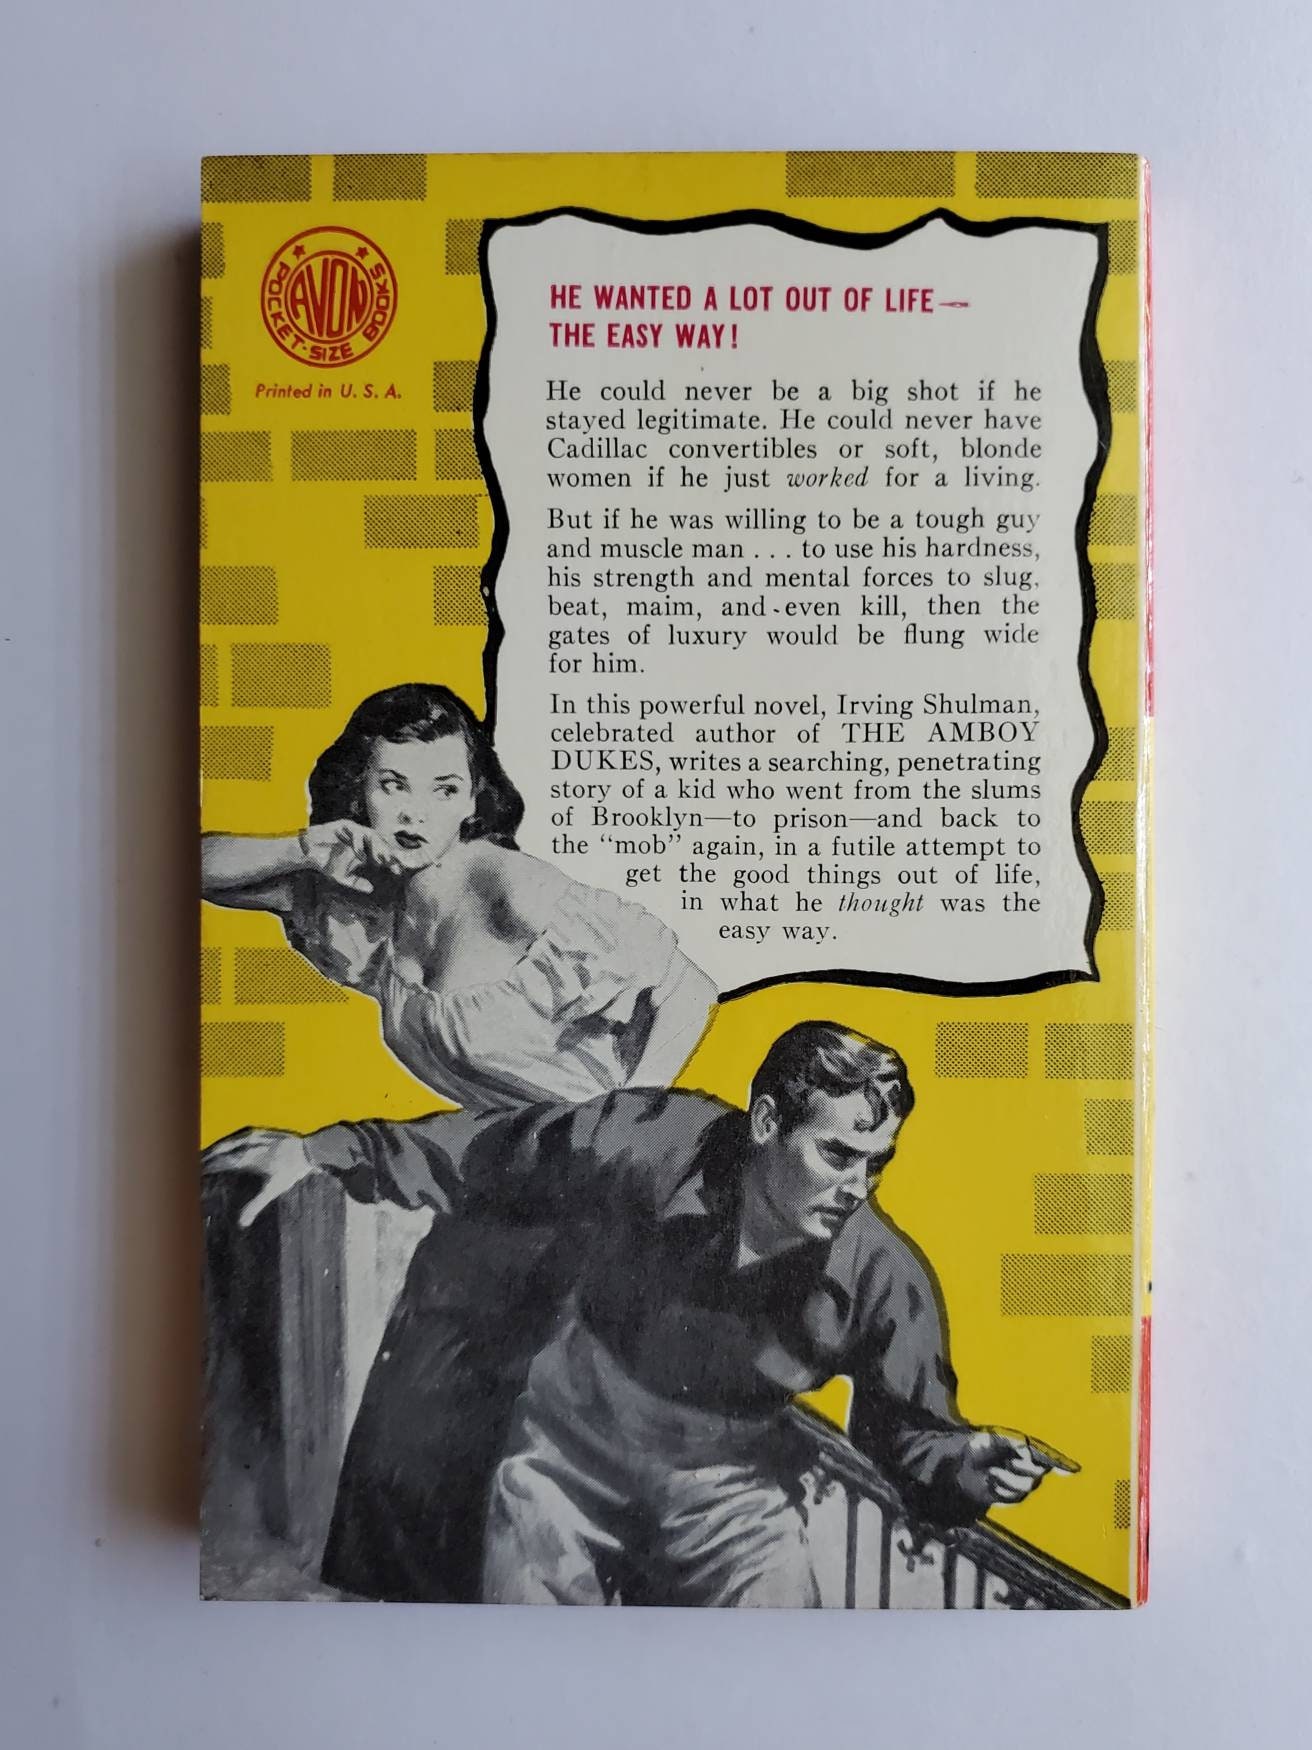 AVON
POCKET-SIZE BOOKS
Printed in U. S. A.
HE WANTED A LOT OUT OF LIFE—
THE EASY WAY!
He could never be a big shot if he
stayed legitimate. He could never have
Cadillac convertibles or soft, blonde
women if he just worked for a living.
But if he was willing to be a tough guy
and muscle man . . . to use his hardness,
his strength and mental forces to slug,
beat, maim, and-even kill, then the
gates of luxury would be flung wide
for him.
In this powerful novel, Irving Shulman,
celebrated author of THE AMBOY
DUKES, writes a searching, penetrating
story of a kid who went from the slums
of Brooklyn—to prison—and back to
the "mob" again, in a futile attempt to
get the good things out of life,
in what he thought was the
easy way.